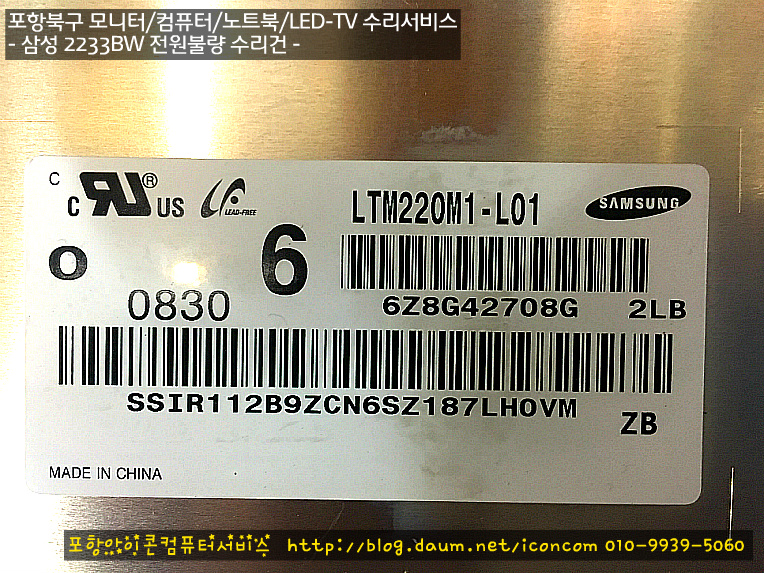 포항북구 모니터/컴퓨터/노트북/LED-TV 수리서비스
- 삼성 2233BW 전원불량 수리건 -
C
C US ® LEAD-FREE
LTM220M1-L01 SAMSUNG
O 6
6Z8G42708G 2LB
0830
SSIR112B9ZCN6SZ187LH0VM ZB
MADE IN CHINA
포항아이콘컴퓨터서비스 http://blog.daum.net/iconcom 010-9939-5060